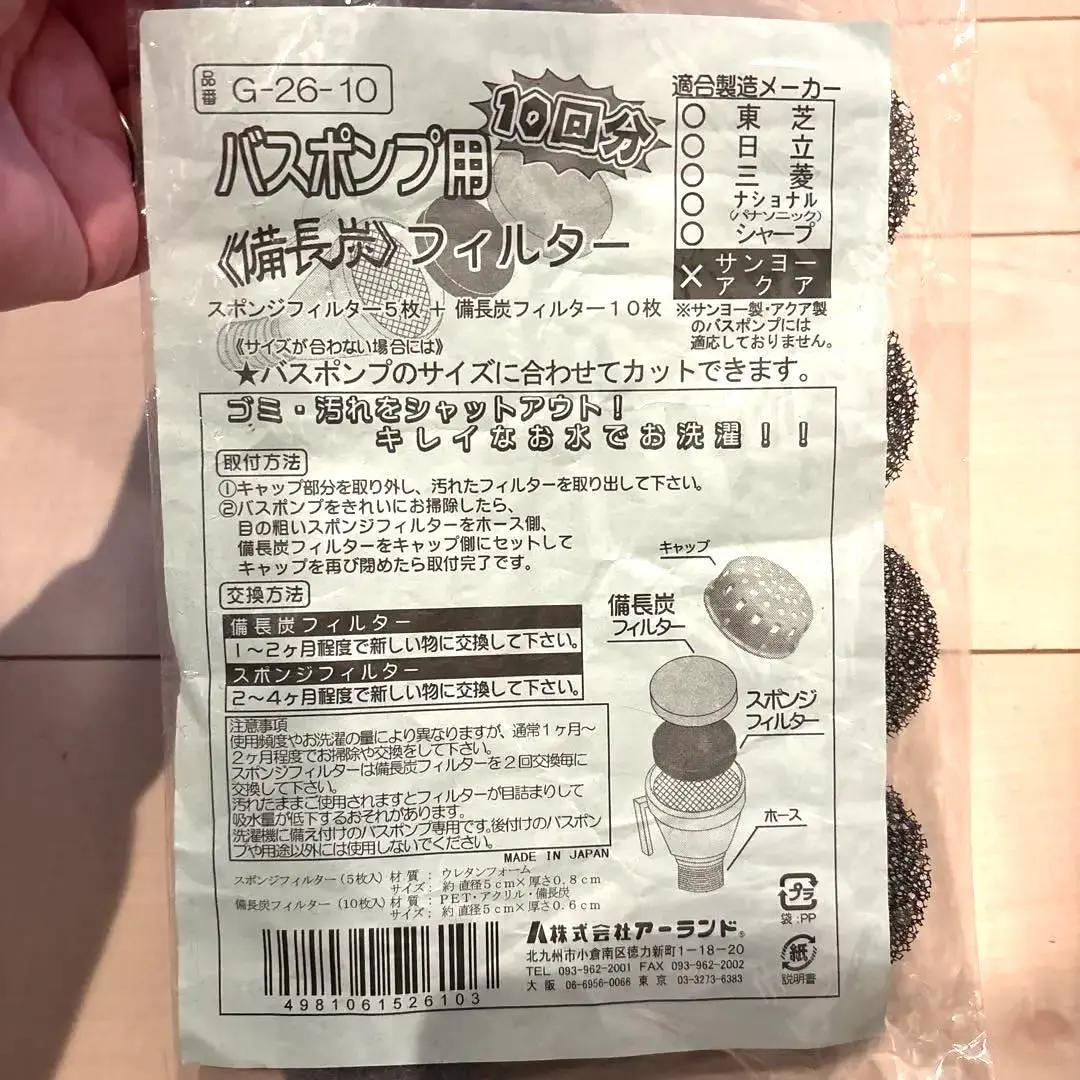 品番 G-26-10
10回分
バスポンプ用
《備長炭》フィルター
スポンジフィルター5枚 + 備長炭フィルター10枚
適合製造メーカー
○ 東芝
○ 日立
○ 三菱
○ ナショナル
(パナソニック)
○ シャープ
× サンヨー
アクア
※サンヨー製・アクア製
のバスポンプには
適応しておりません。
《サイズが合わない場合には》
★バスポンプのサイズに合わせてカットできます。
ゴミ・汚れをシャットアウト!
キレイなお水でお洗濯!!
取付方法
①キャップ部分を取り外し、汚れたフィルターを取り出して下さい。
②バスポンプをきれいにお掃除したら、
目の粗いスポンジフィルターをホース側、
備長炭フィルターをキャップ側にセットして
キャップを再び閉めたら取付完了です。
交換方法
備長炭フィルター
1~2ヶ月程度で新しい物に交換して下さい。
スポンジフィルター
2~4ヶ月程度で新しい物に交換して下さい。
キャップ
備長炭
フィルター
スポンジ
フィルター
ホース
注意事項
使用頻度やお洗濯の量により異なりますが、通常1ヶ月~
2ヶ月程度でお掃除や交換をして下さい。
スポンジフィルターは備長炭フィルターを2回交換毎に
交換して下さい。
汚れたままご使用されますとフィルターが目詰まりして
吸水量が低下するおそれがあります。
洗濯機に備え付けのバスポンプ専用です。後付けのバスポン
プや用途以外には使用しないでください。
MADE IN JAPAN
スポンジフィルター(5枚入) 材質:ウレタンフォーム
サイズ:約 直径5cm×厚さ0.8cm
備長炭フィルター(10枚入) 材質:PET・アクリル・備長炭
サイズ:約 直径5cm×厚さ0.6cm
4981061526103
株式会社アーランド®
北九州市小倉南区徳力新町1-18-20
TEL 093-962-2001 FAX 093-962-2002
大阪 06-6956-0066 東京 03-3273-6383
プラ
袋:PP
紙
説明書